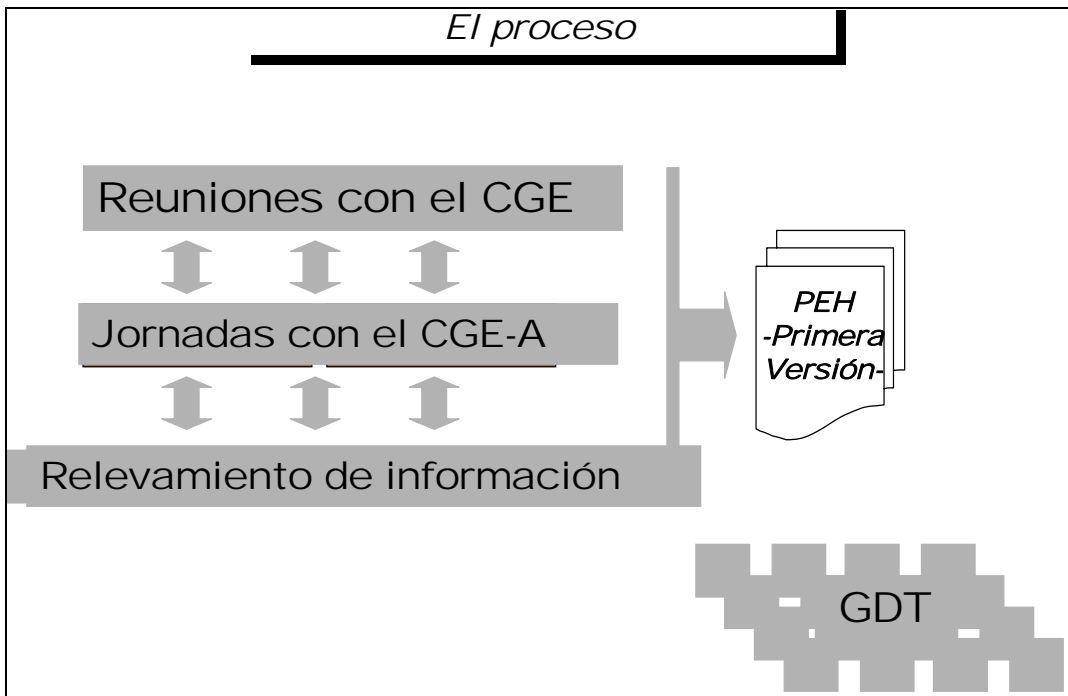 El proceso
Reuniones con el CGE
Jornadas con el CGE-A
Relevamiento de información
PEH
-Primera
Versión-
GDT